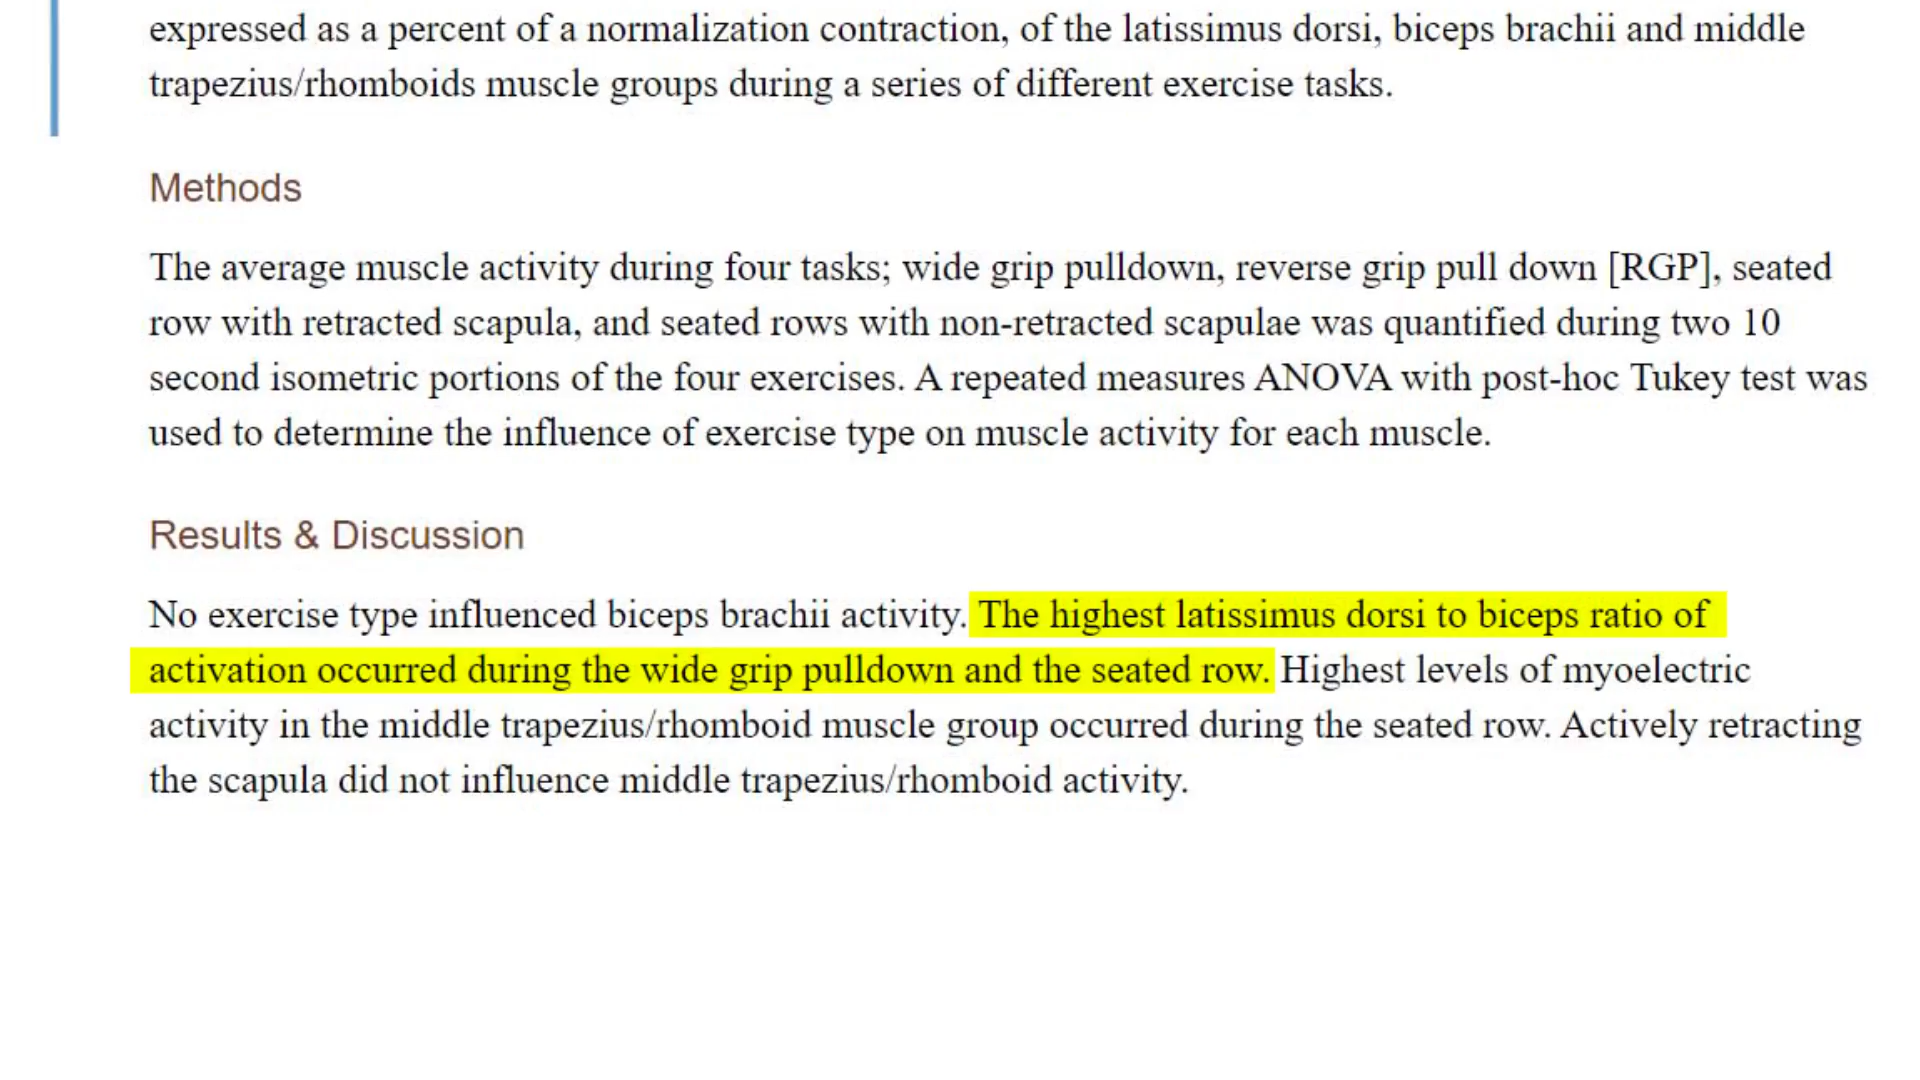 expressed as a percent of a normalization contraction, of the latissimus dorsi, biceps brachii and middle
trapezius/rhomboids muscle groups during a series of different exercise tasks.
Methods
The average muscle activity during four tasks; wide grip pulldown, reverse grip pull down [RGP], seated
row with retracted scapula, and seated rows with non-retracted scapulae was quantified during two 10
second isometric portions of the four exercises. A repeated measures ANOVA with post-hoc Tukey test was
used to determine the influence of exercise type on muscle activity for each muscle.
Results & Discussion
No exercise type influenced biceps brachii activity. The highest latissimus dorsi to biceps ratio of
activation occurred during the wide grip pulldown and the seated row. Highest levels of myoelectric
activity in the middle trapezius/rhomboid muscle group occurred during the seated row. Actively retracting
the scapula did not influence middle trapezius/rhomboid activity.